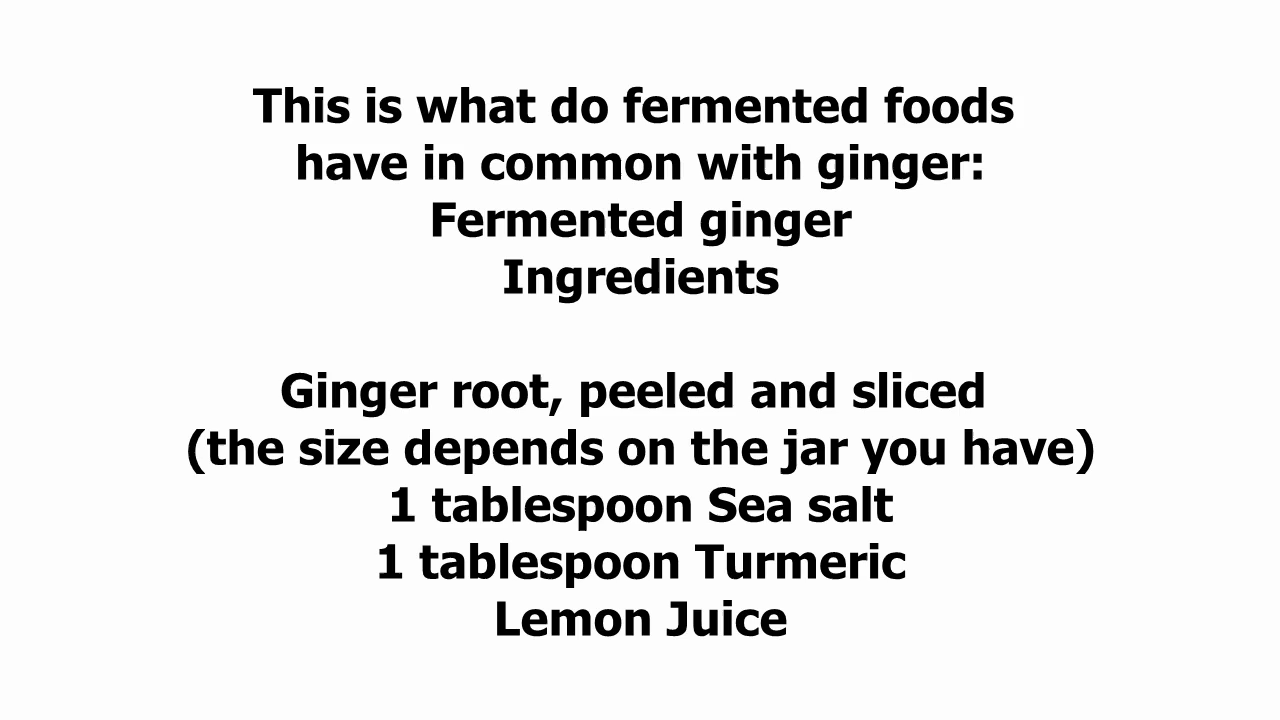 This is what do fermented foods
have in common with ginger:
Fermented ginger
Ingredients
Ginger root, peeled and sliced
(the size depends on the jar you have)
1 tablespoon Sea salt
1 tablespoon Turmeric
Lemon Juice